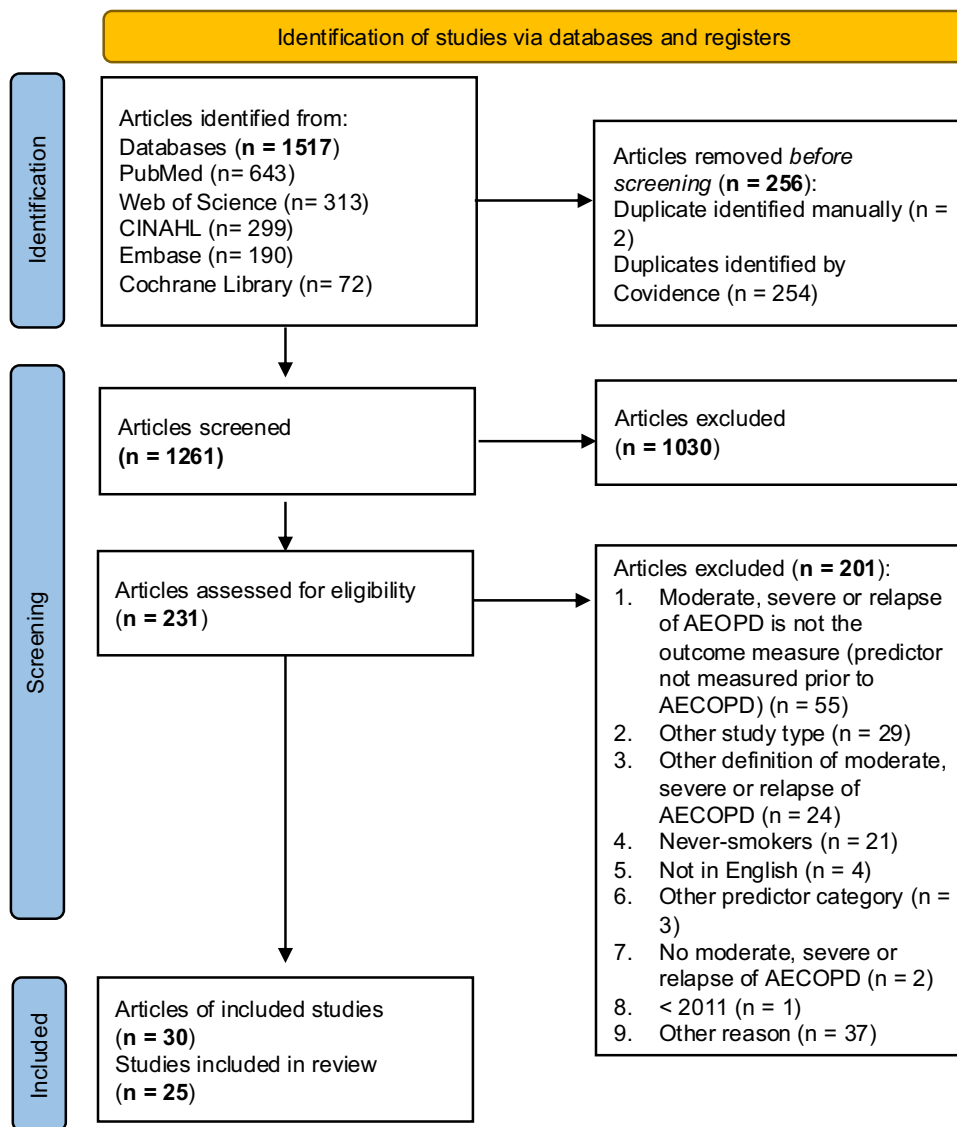 Identification of studies via databases and registers
Identification
Articles identified from:
Databases (n = 1517)
PubMed (n= 643)
Web of Science (n= 313)
CINAHL (n= 299)
Embase (n= 190)
Cochrane Library (n= 72)
Articles removed before
screening (n = 256):
Duplicate identified manually (n =
2)
Duplicates identified by
Covidence (n = 254)
Screening
Articles screened
(n = 1261)
Articles excluded
(n = 1030)
Articles assessed for eligibility
(n = 231)
Articles excluded (n = 201):
1. Moderate, severe or relapse
of AEOPD is not the
outcome measure (predictor
not measured prior to
AECOPD) (n = 55)
2. Other study type (n = 29)
3. Other definition of moderate,
severe or relapse of
AECOPD (n = 24)
4. Never-smokers (n = 21)
5. Not in English (n = 4)
6. Other predictor category (n =
3)
7. No moderate, severe or
relapse of AECOPD (n = 2)
8. < 2011 (n = 1)
9. Other reason (n = 37)
Included
Articles of included studies
(n = 30)
Studies included in review
(n = 25)